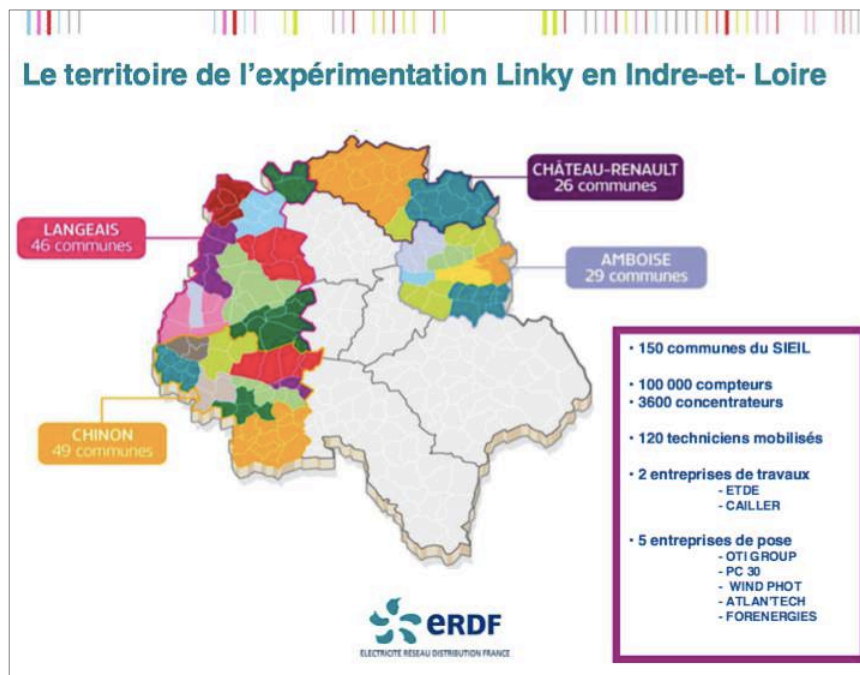 Le territoire de l'expérimentation Linky en Indre-et- Loire
CHÂTEAU-RENAULT
26 communes
LANGEAIS
46 communes
AMBOISE
29 communes
CHINON
49 communes
• 150 communes du SIEIL
• 100 000 compteurs
• 3600 concentrateurs
• 120 techniciens mobilisés
• 2 entreprises de travaux
- ETDE
- CAILLER
• 5 entreprises de pose
- OTI GROUP
- PC 30
- WIND PHOT
- ATLAN'TECH
- FORENERGIES
eRDF
ELECTRICITE RÉSEAU DISTRIBUTION FRANCE